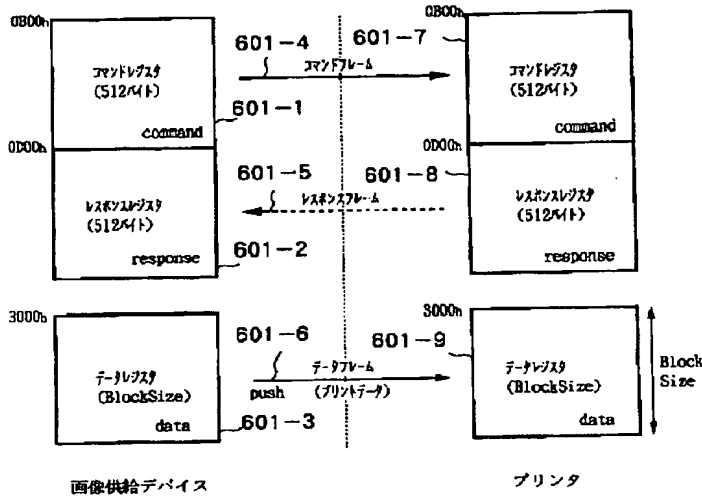 0B00h
コマンドレジスタ
(512バイト)
command
601-1
0D00h
レスポンスレジスタ
(512バイト)
response
601-2
3000h
データレジスタ
(BlockSize)
data
601-3
画像供給デバイス
601-4
コマンドフレーム
601-5
レスポンスフレーム
601-6
push
データフレーム
(プリントデータ)
601-7
0B00h
コマンドレジスタ
(512バイト)
command
0D00h
601-8
レスポンスレジスタ
(512バイト)
response
3000h
601-9
データレジスタ
(BlockSize)
data
Block
Size
プリンタ